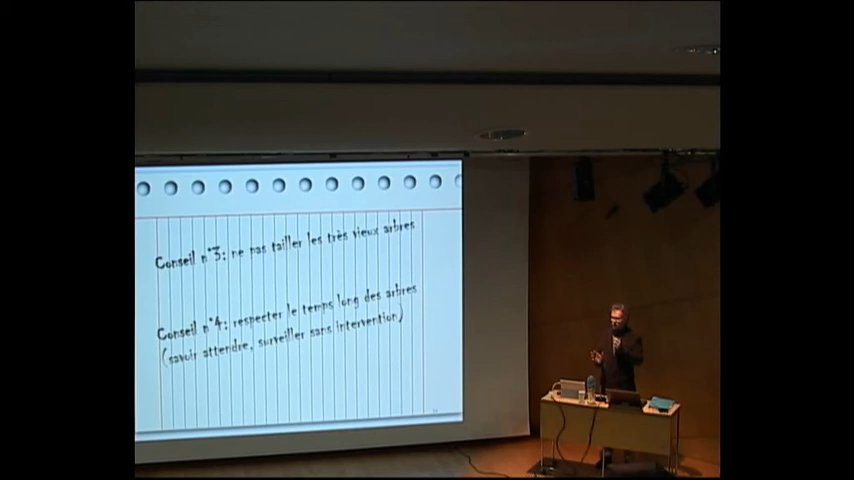 Conseil n°3: ne pas tailler les très vieux arbres
Conseil n°4: respecter le temps long des arbres
(savoir attendre, surveiller sans intervention)